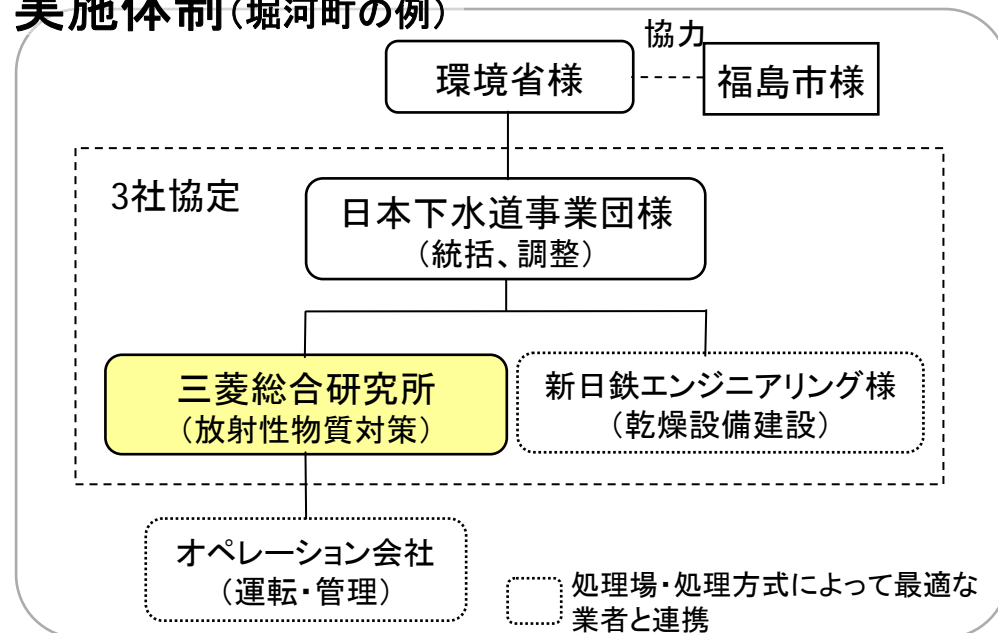 実施体制(堀河町の例)
協力
環境省様
福島市様
3社協定
日本下水道事業団様
(統括、調整)
三菱総合研究所
(放射性物質対策)
新日鉄エンジニアリング様
(乾燥設備建設)
オペレーション会社
(運転・管理)
処理場・処理方式によって最適な
業者と連携